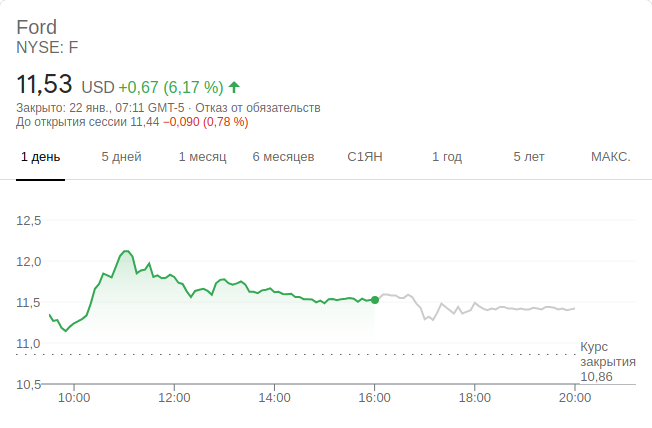 Ford
NYSE: F
11,53 USD +0,67 (6,17 %)
Закрыто: 22 янв., 07:11 GMT-5 · Отказ от обязательств
До открытия сессии 11,44 −0,090 (0,78 %)
1 день 5 дней 1 месяц 6 месяцев С1ЯН 1 год 5 лет МАКС.
12,5
12,0
11,5
11,0
Курс
закрытия
10,86
10,5
10:00 12:00 14:00 16:00 18:00 20:00